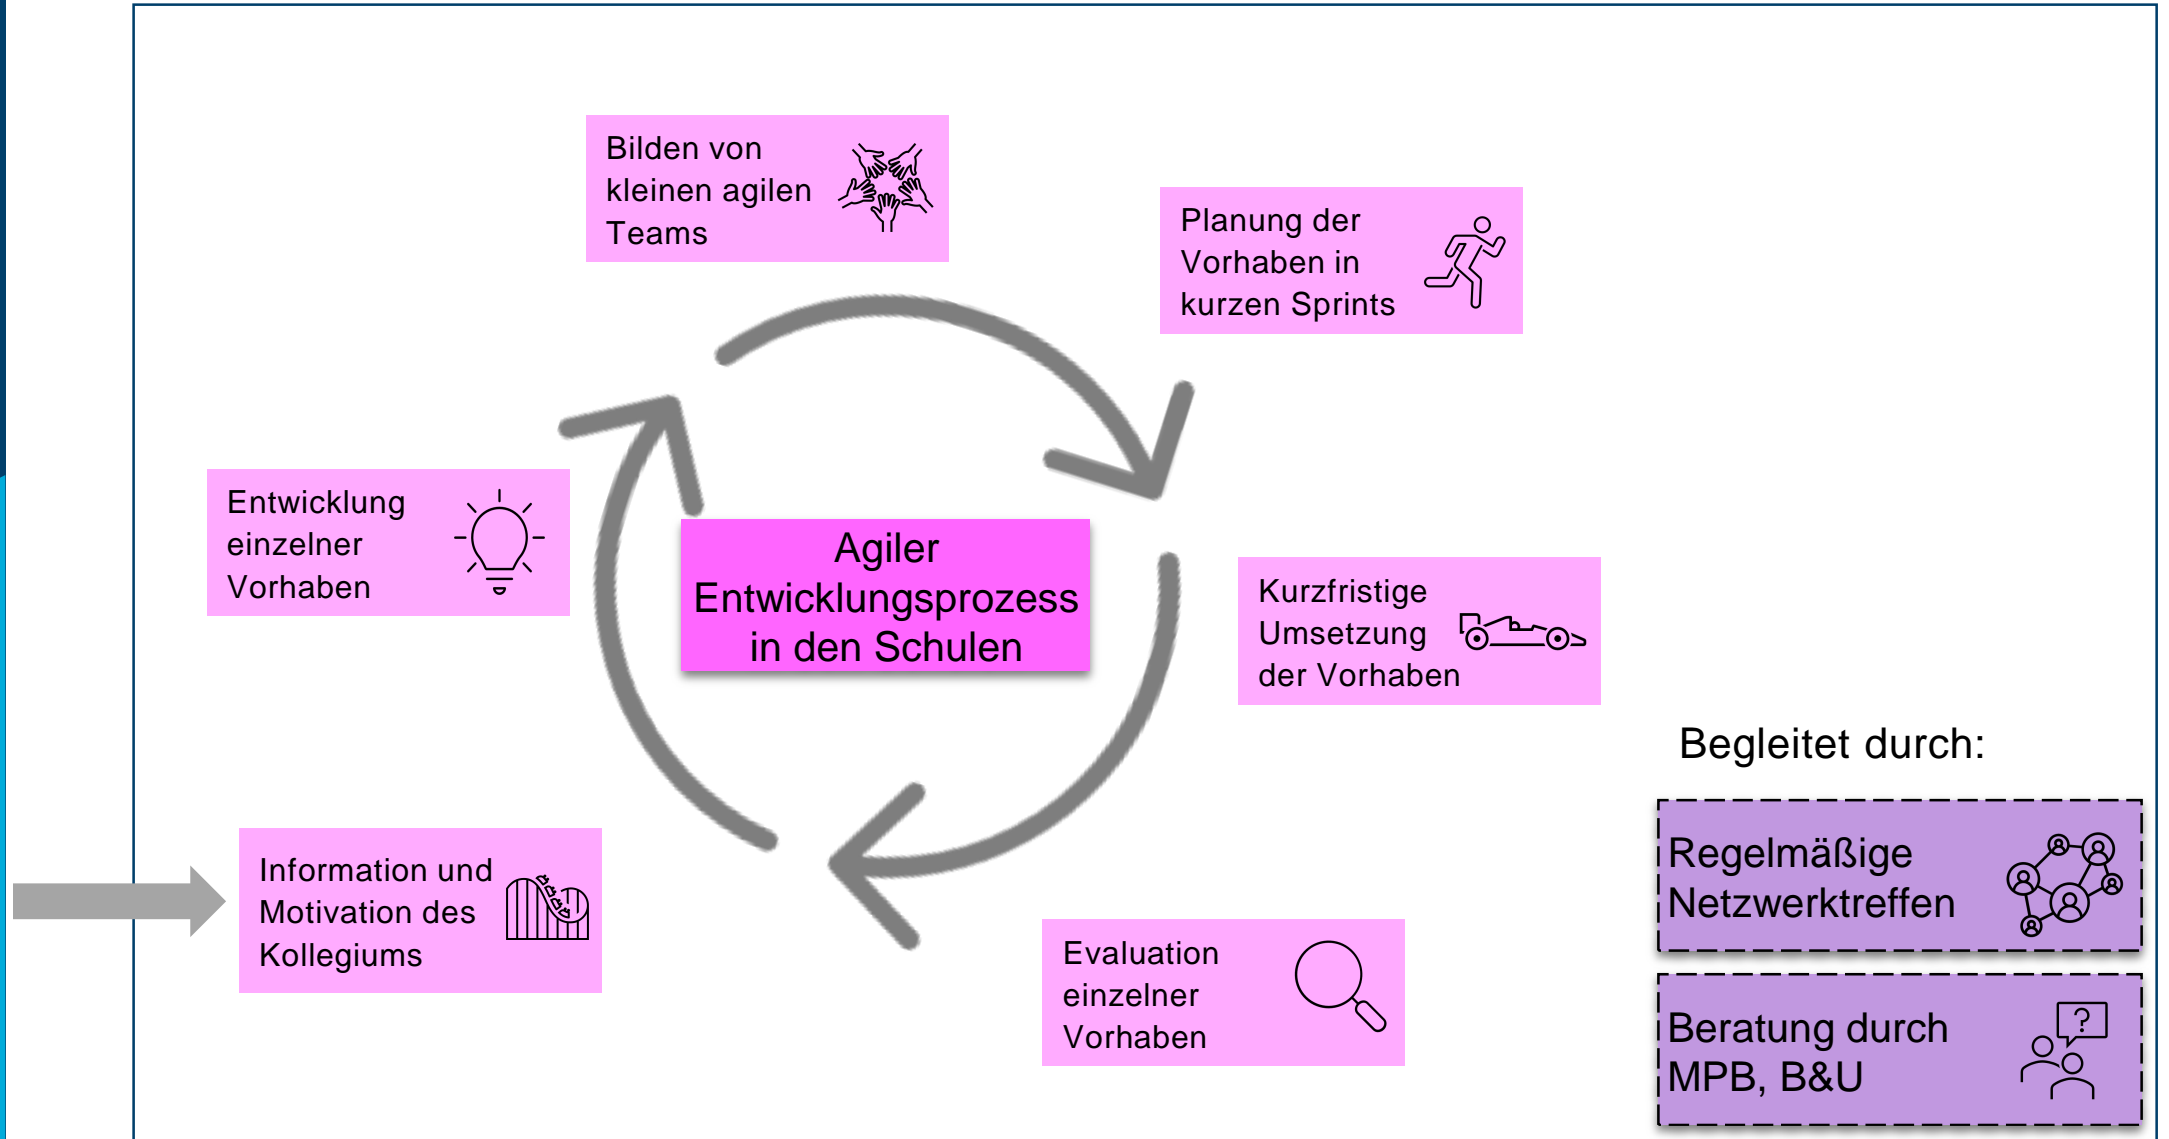 Bilden von
kleinen agilen
Teams
Planung der
Vorhaben in
kurzen Sprints
Entwicklung
einzelner
Vorhaben
Agiler
Entwicklungsprozess
in den Schulen
Kurzfristige
Umsetzung
der Vorhaben
Begleitet durch:
Information und
Motivation des
Kollegiums
Regelmäßige
Netzwerktreffen
Evaluation
einzelner
Vorhaben
Beratung durch
MPB, B&U
?